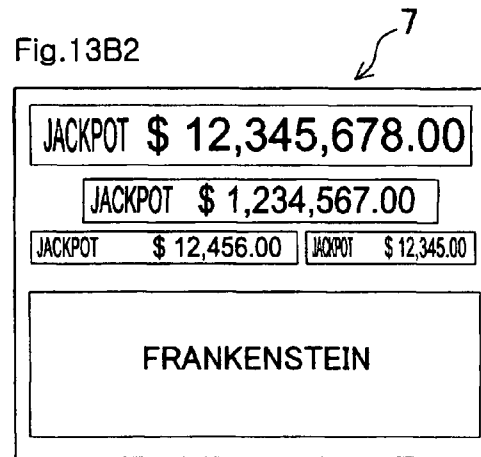 7
Fig.13B2
JACKPOT $ 12,345,678.00
JACKPOT $ 1,234,567.00
JACKPOT $ 12,456.00 JACKPOT $ 12,345.00
FRANKENSTEIN